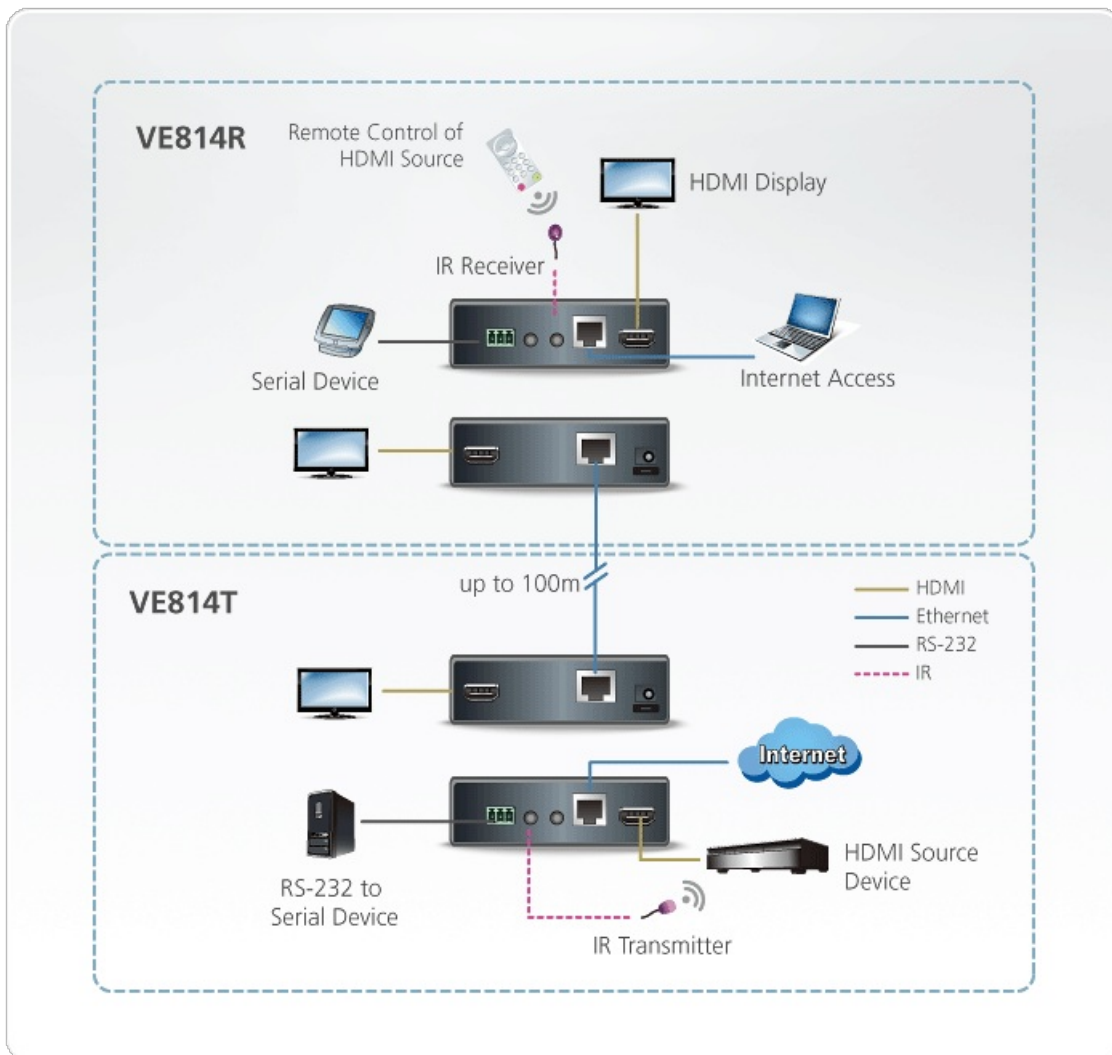 VE814R
Remote Control of
HDMI Source
HDMI Display
IR Receiver
Serial Device
Internet Access
up to 100m
VE814T
HDMI
Ethernet
RS-232
IR
Internet
RS-232 to
Serial Device
HDMI Source
Device
IR Transmitter